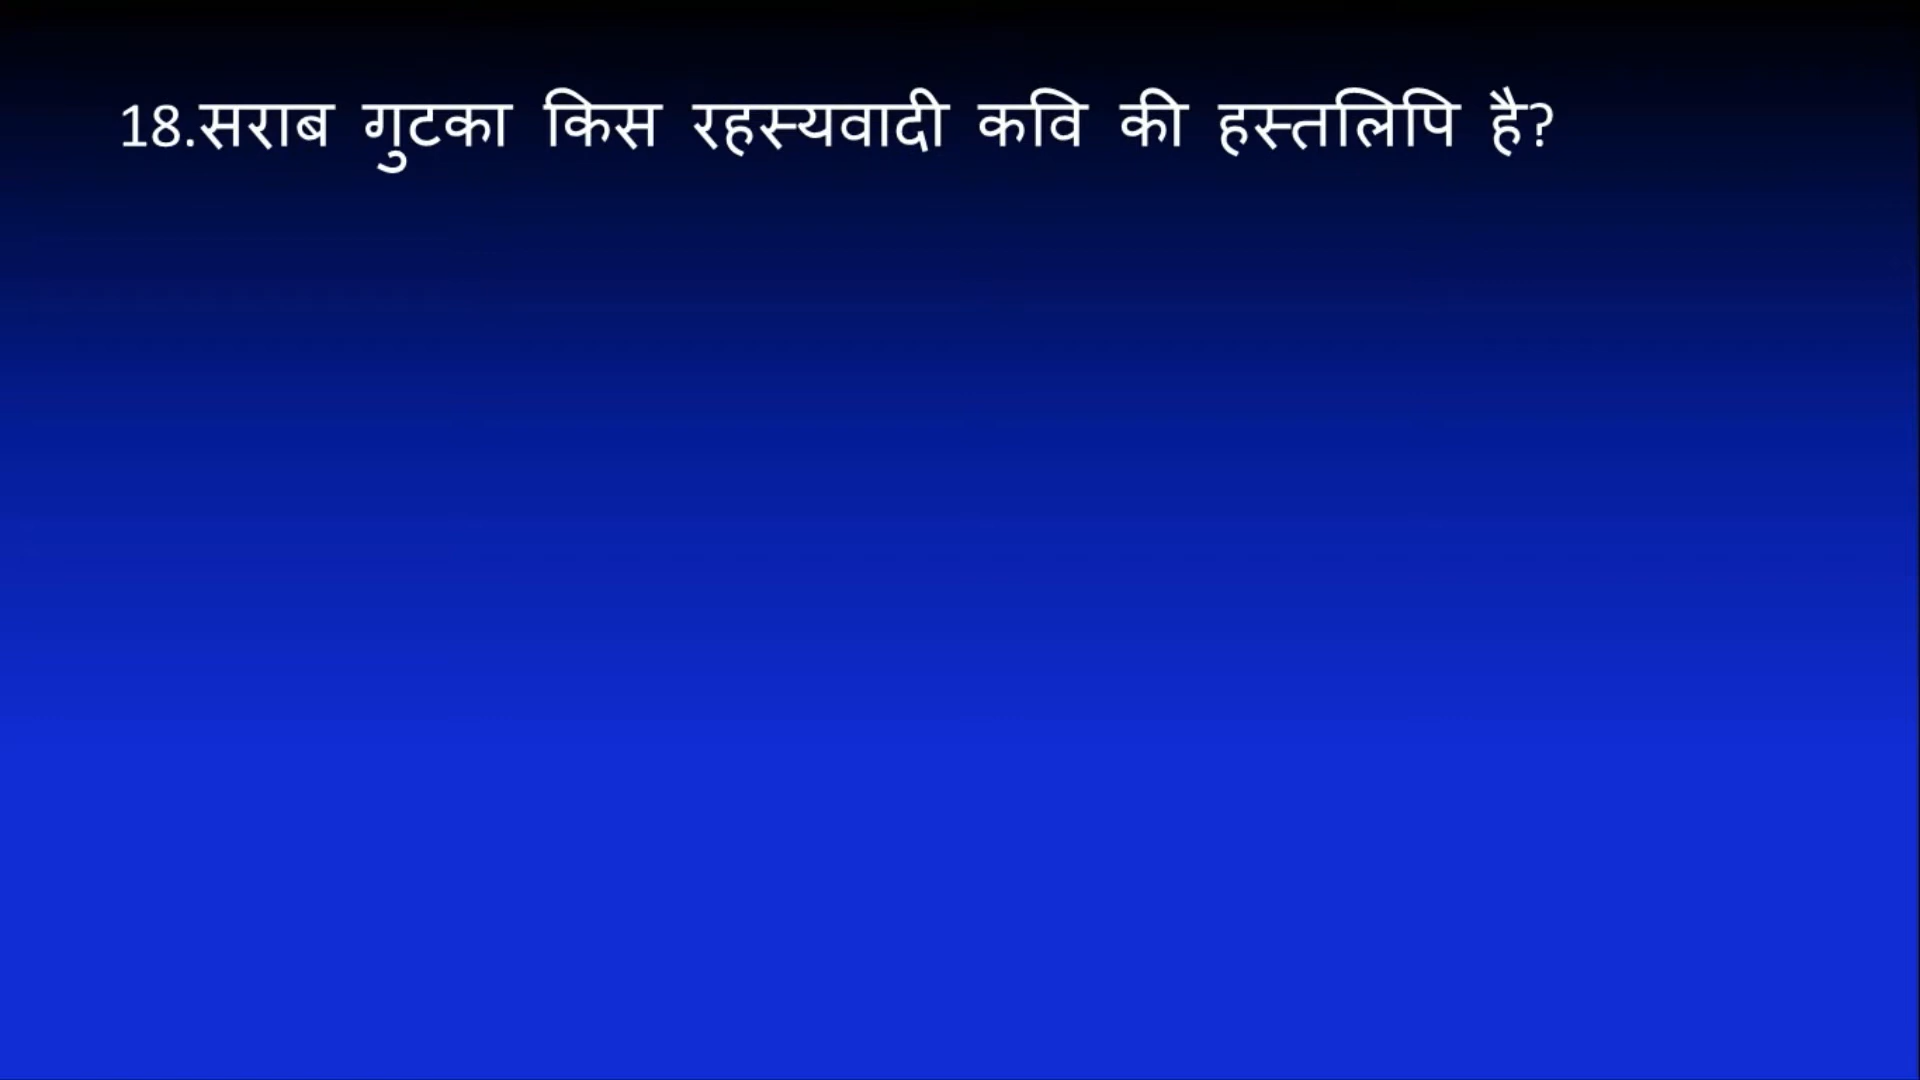 18.सराब गुटका किस रहस्यवादी कवि की हस्तलिपि है?